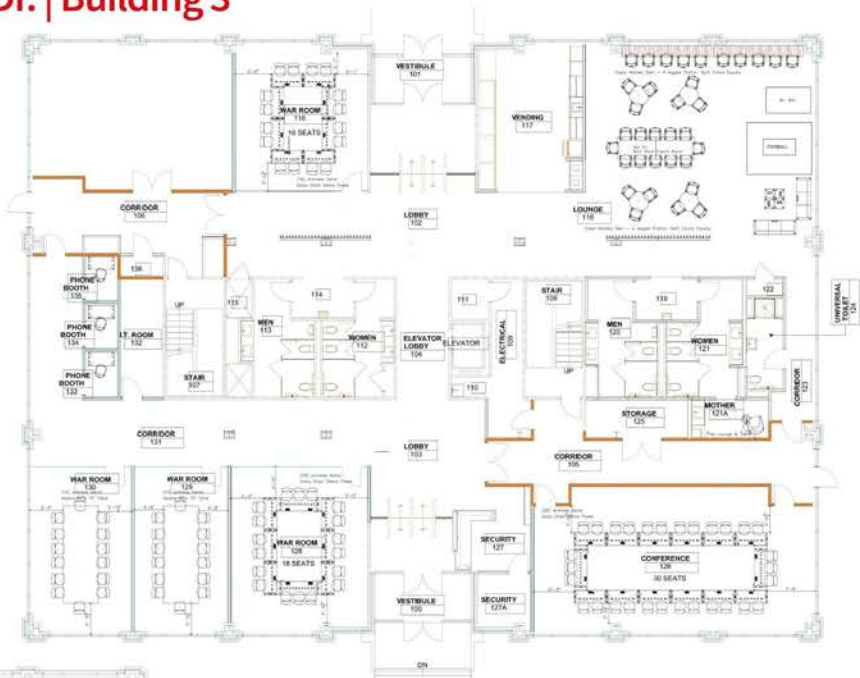 Dr. | Building 3
VESTIBULE
101
WAR ROOM
116
16 SEATS
VENDING
117
CORRIDOR
106
LOBBY
102
LOUNGE
118
136
PHONE
BOOTH
135
PHONE
BOOTH
134
PHONE
BOOTH
133
I.T. ROOM
132
UP
STAIR
107
115
114
MEN
113
WOMEN
112
ELEVATOR
LOBBY
104
111
ELEVATOR
110
ELECTRICAL
109
STAIR
108
UP
119
MEN
120
WOMEN
121
122
UNIVERSAL
TOILET
124
CORRIDOR
123
MOTHER
121A
STORAGE
125
CORRIDOR
131
LOBBY
103
CORRIDOR
105
WAR ROOM
130
WAR ROOM
129
WAR ROOM
128
18 SEATS
SECURITY
127
SECURITY
127A
CONFERENCE
126
30 SEATS
VESTIBULE
100
DN